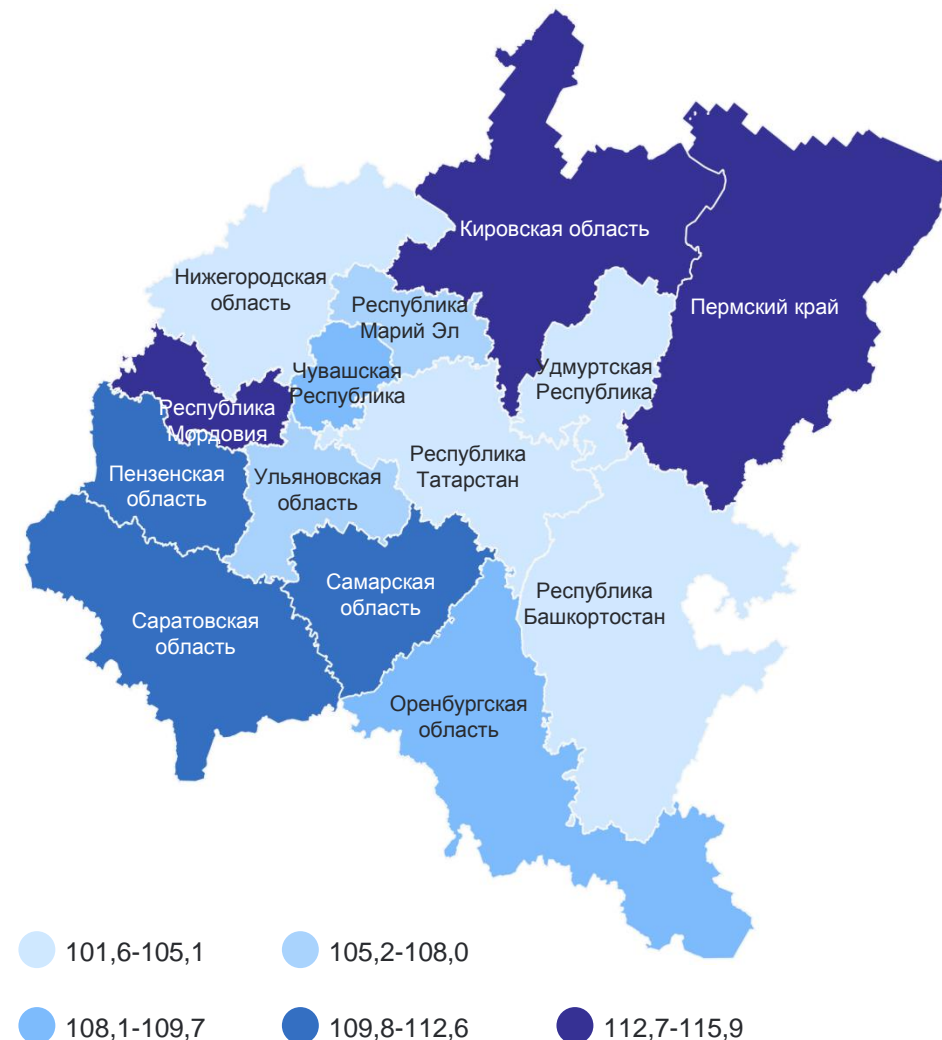 Кировская область
Нижегородская
область
Республика
Марий Эл
Пермский край
Чувашская
Республика
Удмуртская
Республика
Республика
Мордовия
Республика
Татарстан
Пензенская
область
Ульяновская
область
Самарская
область
Республика
Башкортостан
Саратовская
область
Оренбургская
область
101,6-105,1
105,2-108,0
108,1-109,7
109,8-112,6
112,7-115,9